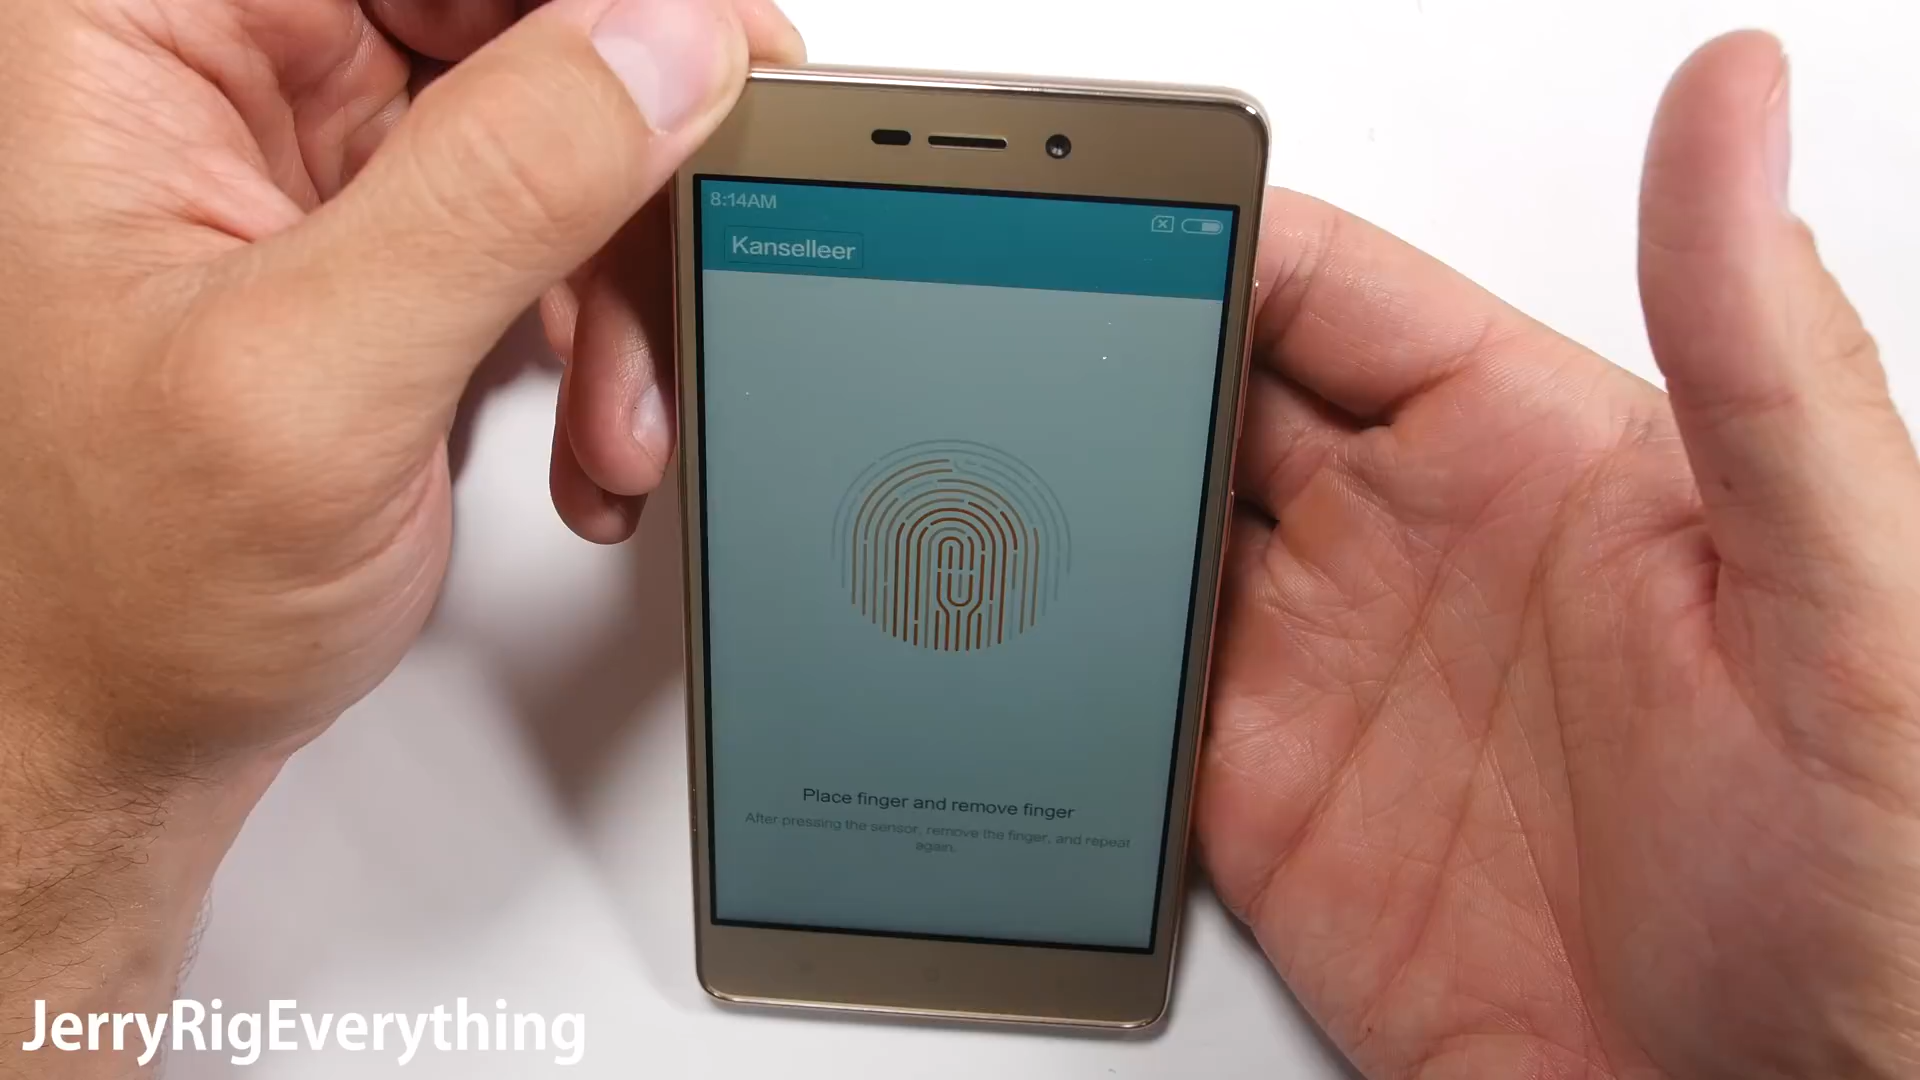 8:14AM
Kanselleer
Place finger and remove finger
After pressing the sensor, remove the finger, and repeat
again.
JerryRigEverything